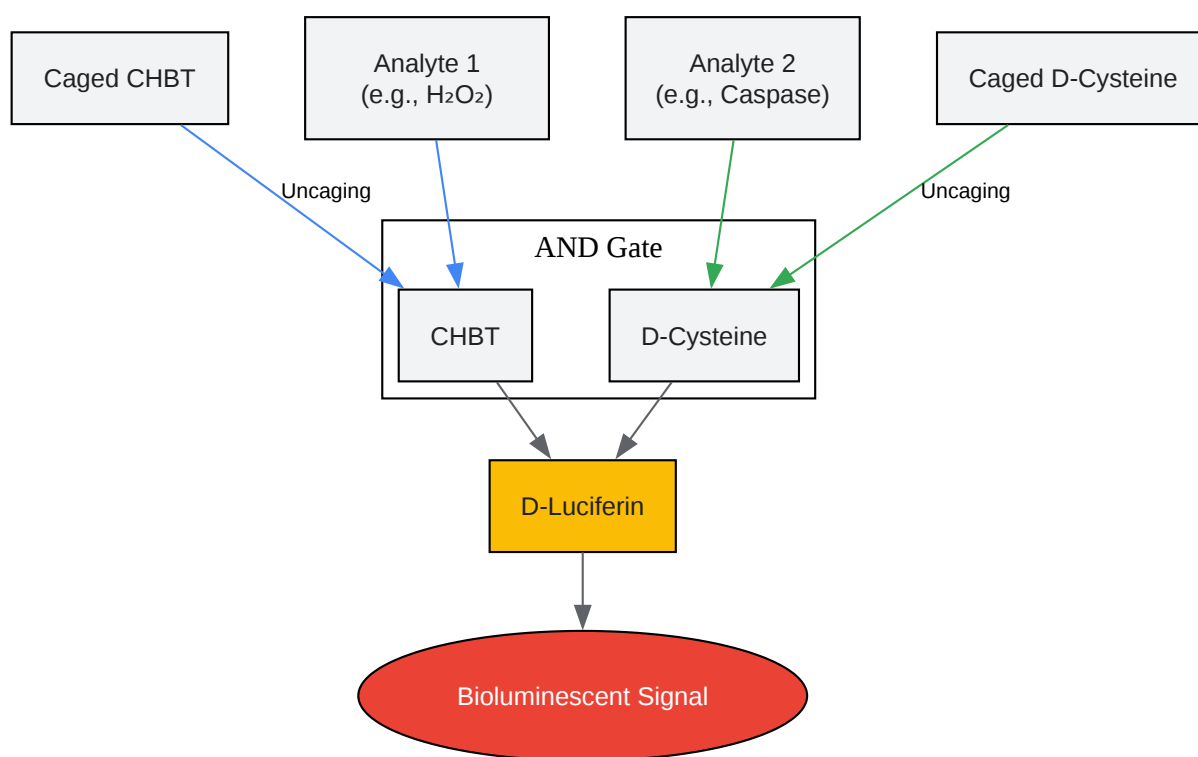 Caged CHBT
Analyte 1
(e.g., H₂O₂)
Analyte 2
(e.g., Caspase)
Caged D-Cysteine
Uncaging
Uncaging
AND Gate
CHBT
D-Cysteine
D-Luciferin
Bioluminescent Signal